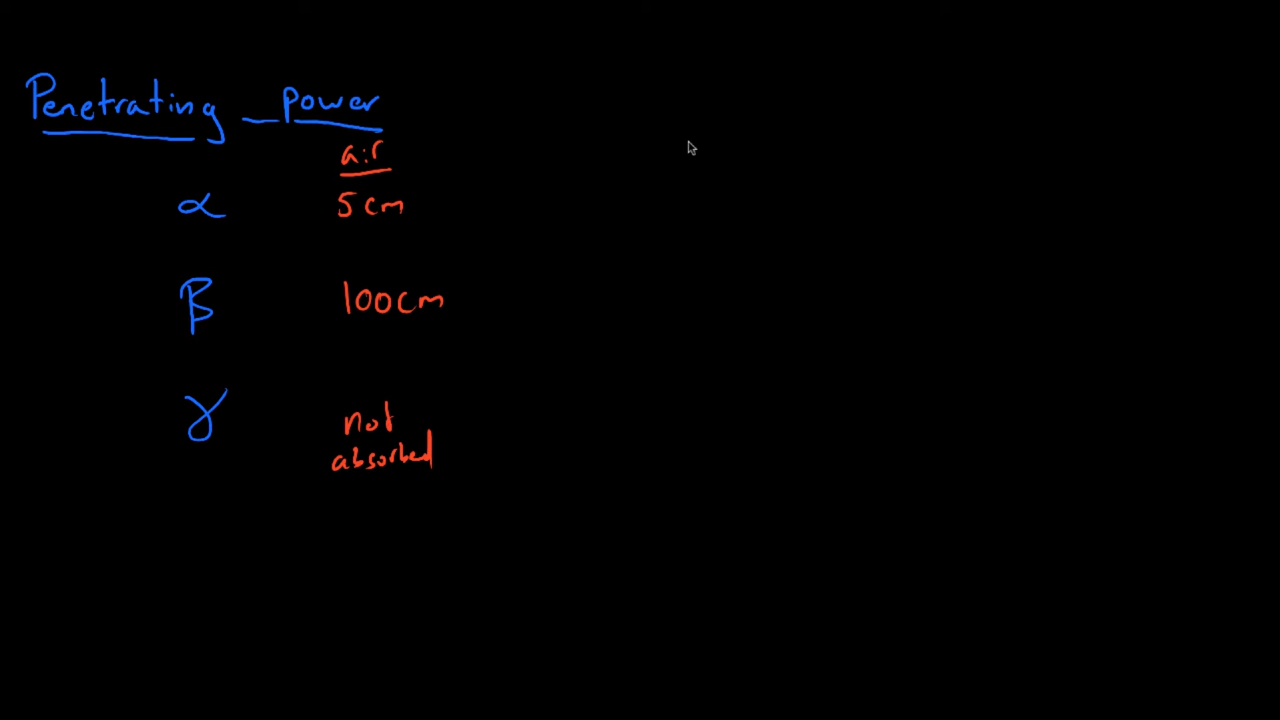 Penetrating power
air
α 5cm
β 100cm
γ not
absorbed